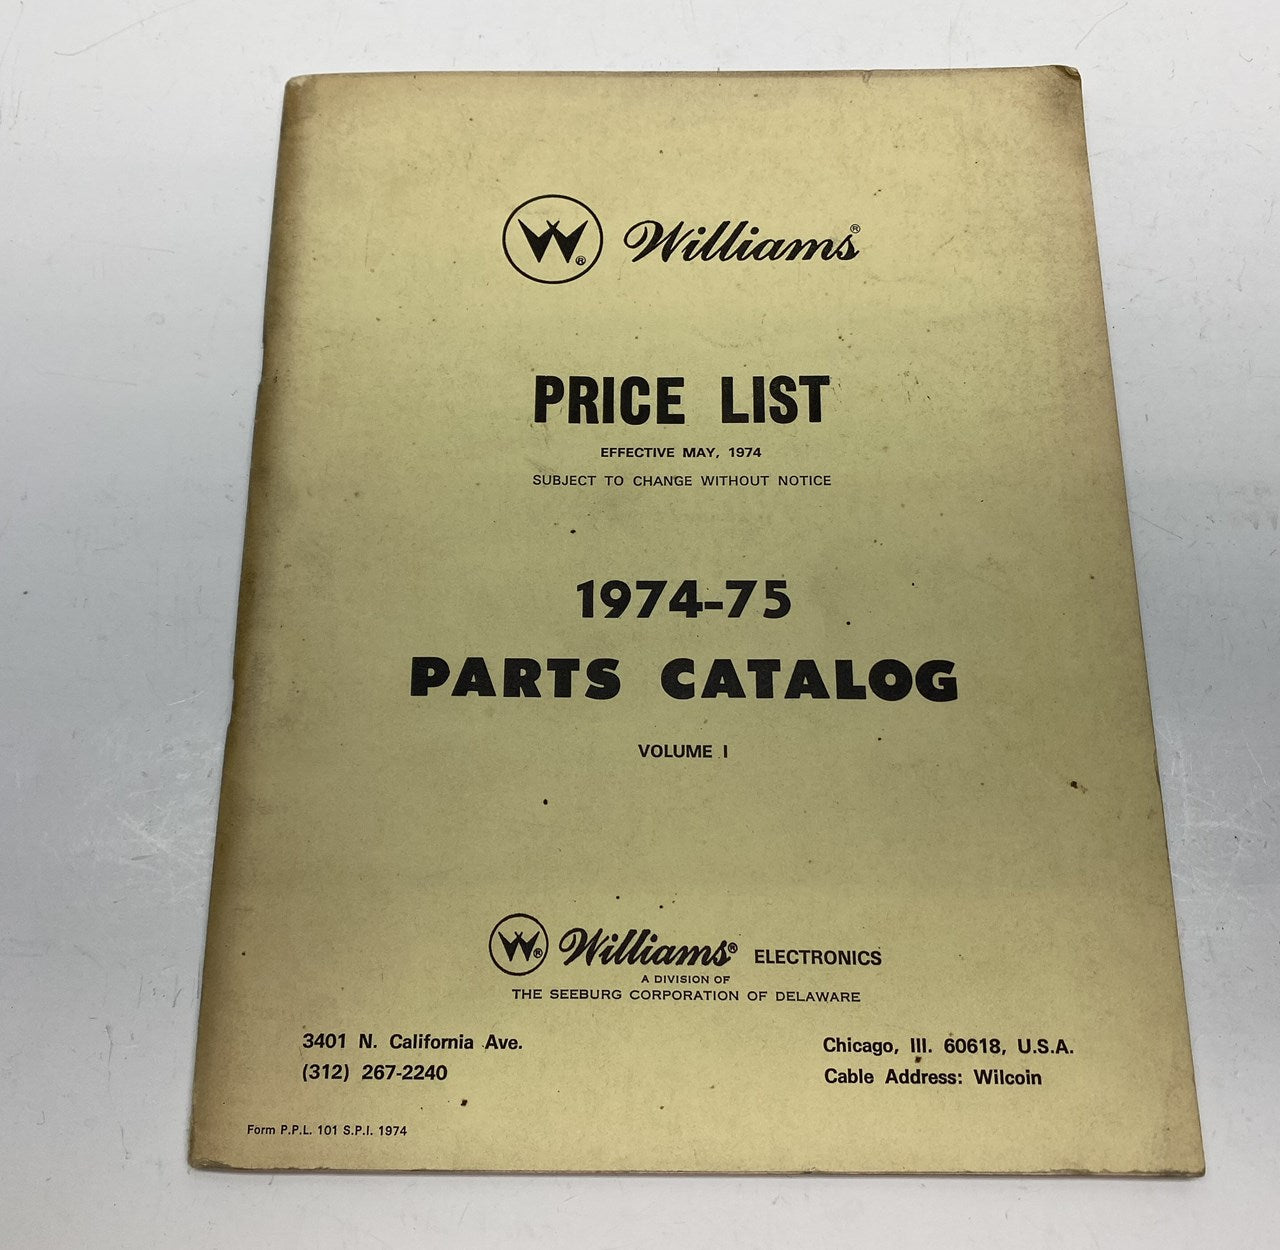 W®
Williams®
PRICE LIST
EFFECTIVE MAY, 1974
SUBJECT TO CHANGE WITHOUT NOTICE
1974-75
PARTS CATALOG
VOLUME I
W® Williams® ELECTRONICS
A DIVISION OF
THE SEEBURG CORPORATION OF DELAWARE
3401 N. California Ave. Chicago, Ill. 60618, U.S.A.
(312) 267-2240 Cable Address: Wilcoin
Form P.P.L. 101 S.P.I. 1974